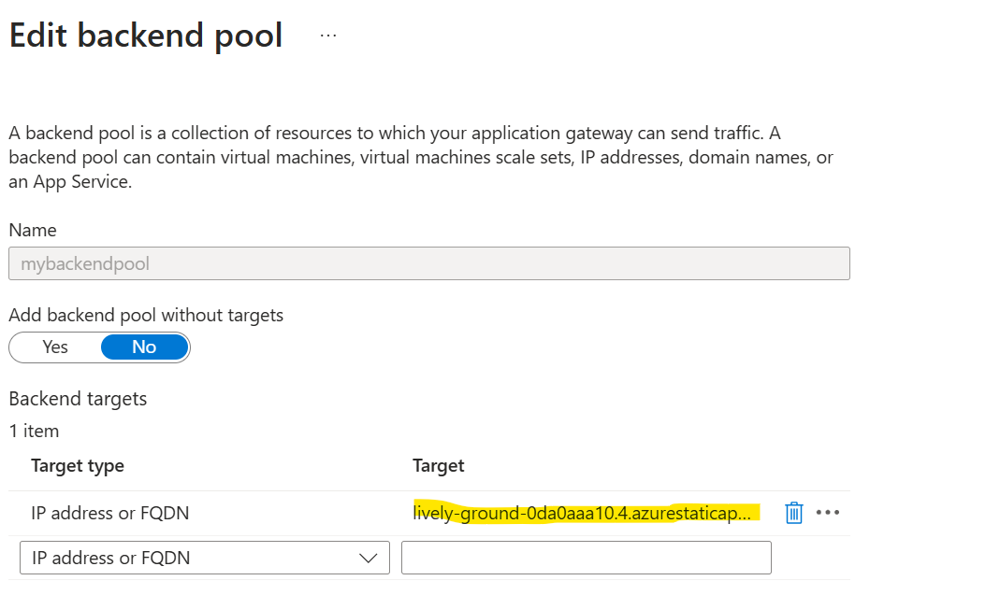 Edit backend pool ...
A backend pool is a collection of resources to which your application gateway can send traffic. A
backend pool can contain virtual machines, virtual machines scale sets, IP addresses, domain names, or
an App Service.
Name
mybackendpool
Add backend pool without targets
Yes No
Backend targets
1 item
Target type Target
IP address or FQDN lively-ground-0da0aaa10.4.azurestaticap...
IP address or FQDN